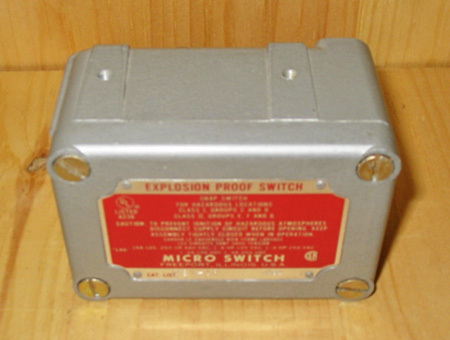 EXPLOSION PROOF SWITCH
SNAP SWITCH
UL
LISTED
FOR HAZARDOUS LOCATIONS
CLASS I, GROUPS C AND D
CLASS II, GROUPS E F AND G
CAUTION: TO PREVENT IGNITION OF HAZARDOUS ATMOSPHERES
DISCONNECT SUPPLY CIRCUIT BEFORE OPENING. KEEP
ASSEMBLY TIGHTLY CLOSED WHEN IN OPERATION.
MICRO SWITCH
FREEPORT, ILLINOIS, U.S.A.
CAT. LIST